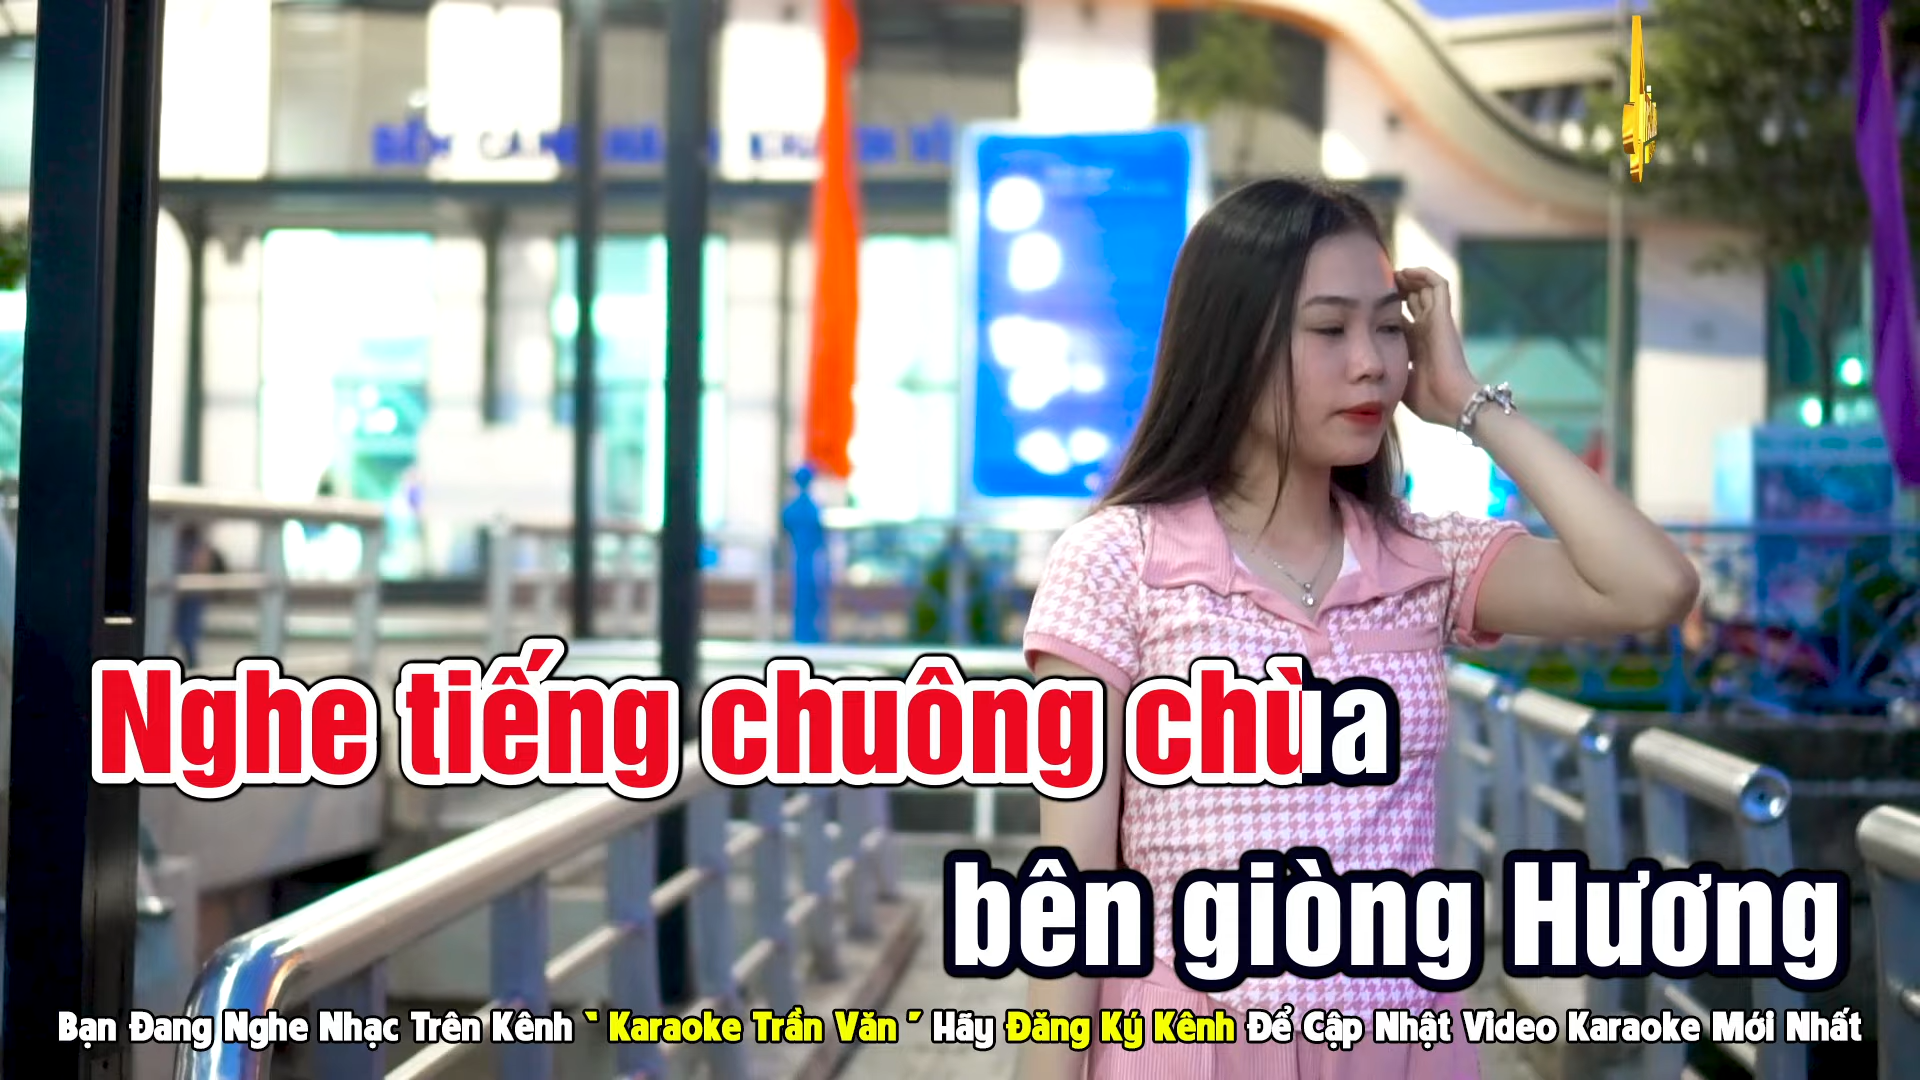 Nghe tiếng chuông chùa
bên giòng Hương
Bạn Đang Nghe Nhạc Trên Kênh ` Karaoke Trần Văn ´ Hãy Đăng Ký Kênh Để Cập Nhật Video Karaoke Mới Nhất